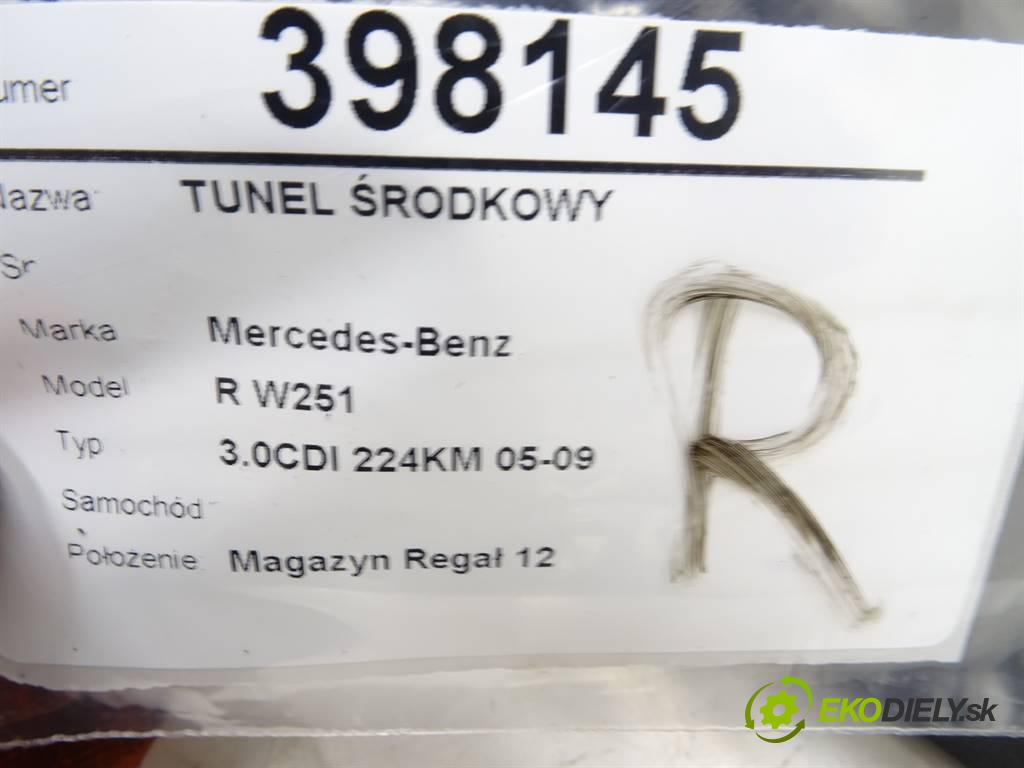 umer 398145
Nazwa TUNEL ŚRODKOWY
Sr
Marka Mercedes-Benz
Model R W251
Typ 3.0CDI 224KM 05-09
Samochód
Położenie: Magazyn Regał 12
R
EKODIELY.sk